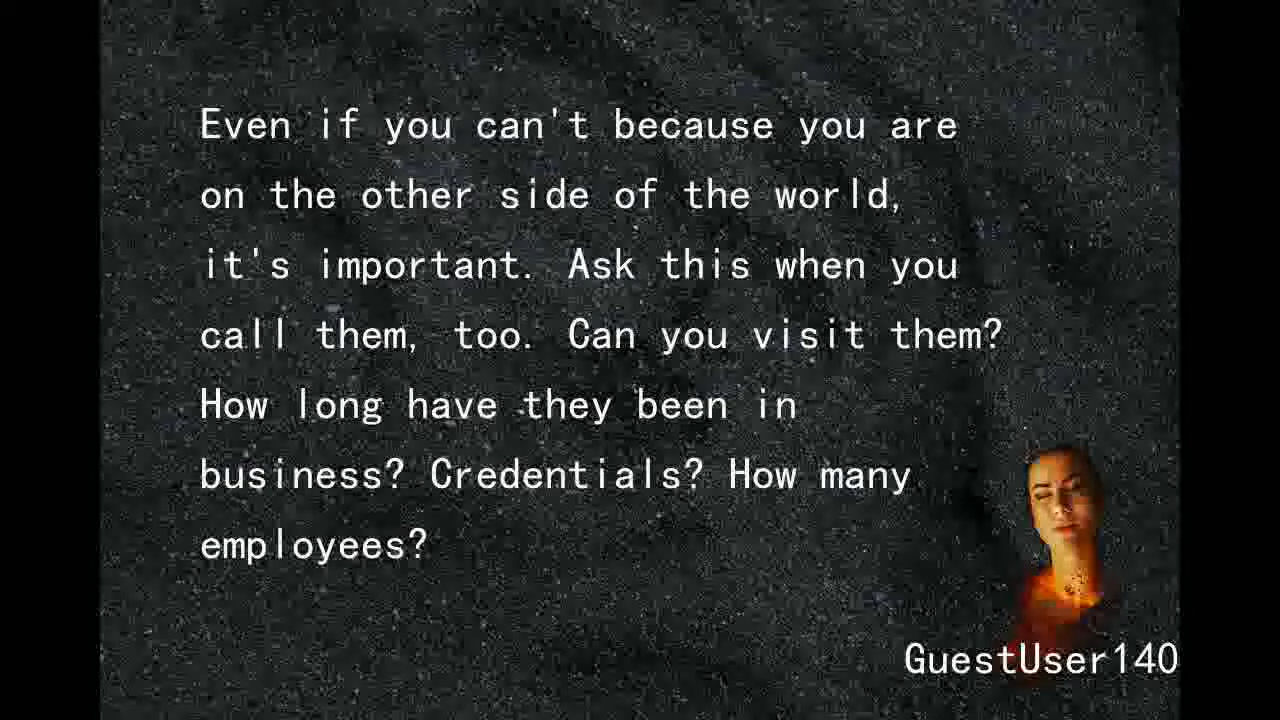 Even if you can't because you are
on the other side of the world,
it's important. Ask this when you
call them, too. Can you visit them?
How long have they been in
business? Credentials? How many
employees?
GuestUser140